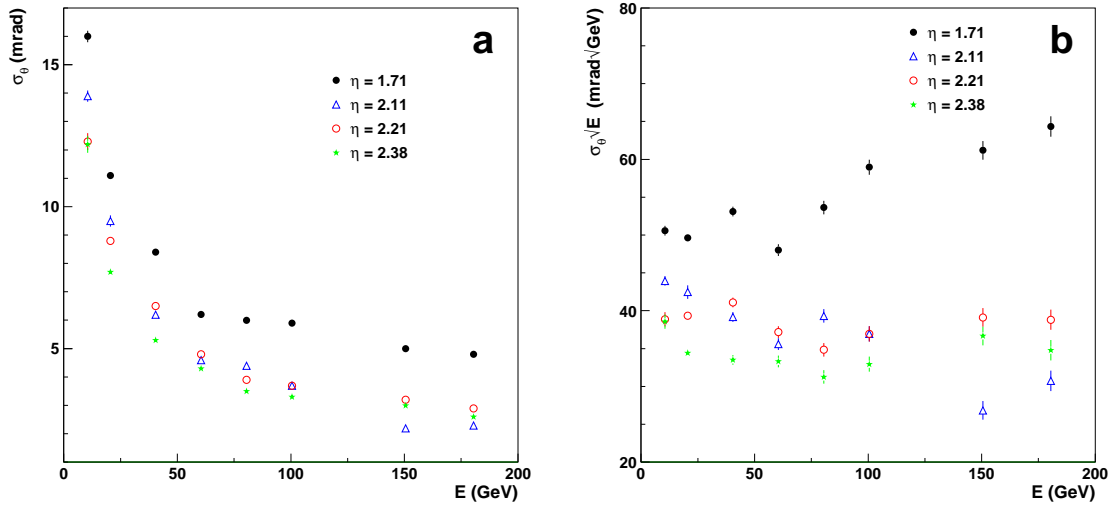 σθ (mrad)
a
15
10
5
η = 1.71
η = 2.11
η = 2.21
η = 2.38
0 50 100 150 200
E (GeV)
σθ√E (mrad√GeV)
b
80
60
40
20
η = 1.71
η = 2.11
η = 2.21
η = 2.38
0 50 100 150 200
E (GeV)